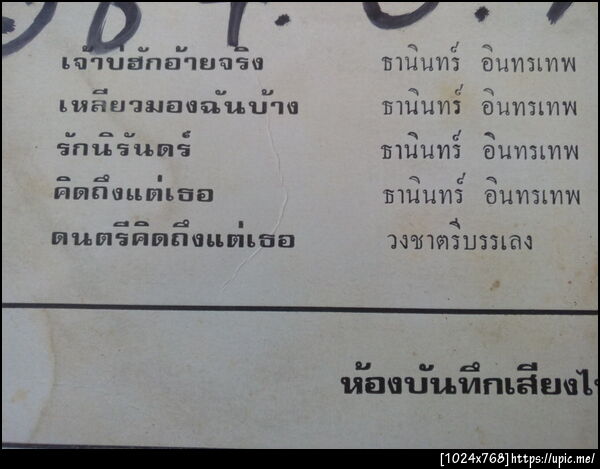 เจ้าบ่ฮักอ้ายจริง ธานินทร์ อินทรเทพ
เหลียวมองฉันบ้าง ธานินทร์ อินทรเทพ
รักนิรันดร์ ธานินทร์ อินทรเทพ
คิดถึงแต่เธอ ธานินทร์ อินทรเทพ
ดนตรีคิดถึงแต่เธอ วงชาตรีบรรเลง
ห้องบันทึกเสียง
[1024x768]https://upic.me/